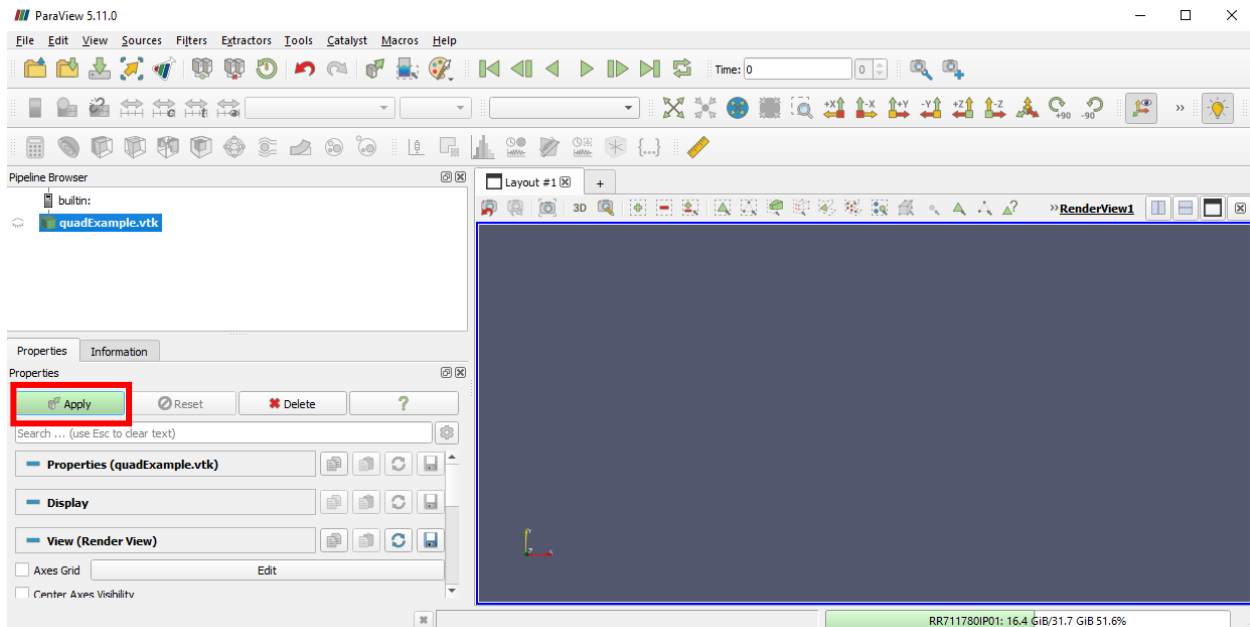 ParaView 5.11.0
File Edit View Sources Filters Extractors Tools Catalyst Macros Help
Time: 0 0
+X -X +Y -Y +Z -Z +90 -90 »
{...}
Pipeline Browser
builtin:
quadExample.vtk
Layout #1 +
3D ? »RenderView1
Properties Information
Properties
Apply Reset Delete ?
Search ... (use Esc to clear text)
Properties (quadExample.vtk)
Display
View (Render View)
Axes Grid Edit
Center Axes Visibility
RR711780IP01: 16.4 GiB/31.7 GiB 51.6%